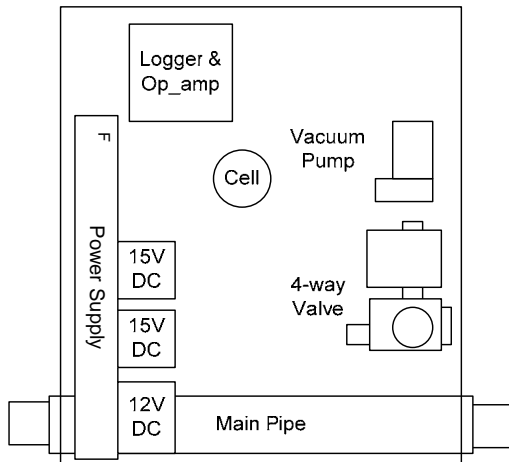 Logger &
Op_amp
F
Vacuum
Pump
Cell
Power Supply
15V
DC
4-way
Valve
15V
DC
12V
DC
Main Pipe